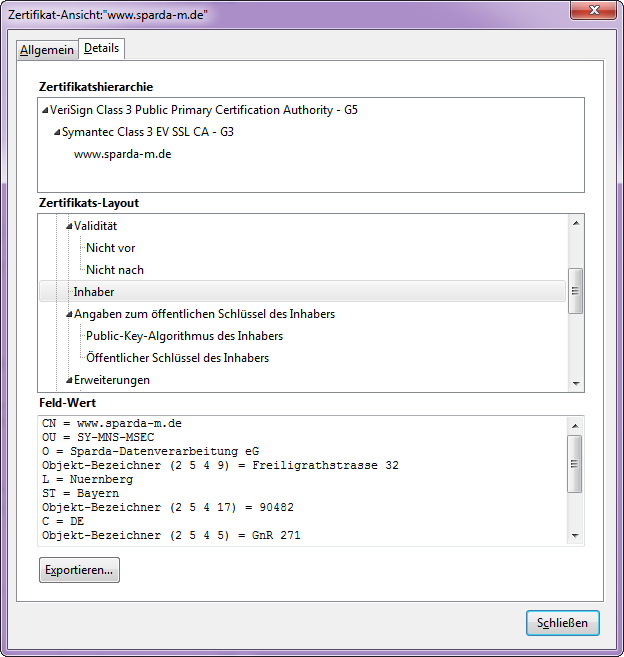 Zertifikat-Ansicht:"www.sparda-m.de"
Allgemein Details
Zertifikatshierarchie
VeriSign Class 3 Public Primary Certification Authority - G5
Symantec Class 3 EV SSL CA - G3
www.sparda-m.de
Zertifikats-Layout
Validität
Nicht vor
Nicht nach
Inhaber
Angaben zum öffentlichen Schlüssel des Inhabers
Public-Key-Algorithmus des Inhabers
Öffentlicher Schlüssel des Inhabers
Erweiterungen
Feld-Wert
CN = www.sparda-m.de
OU = SY-MNS-MSEC
O = Sparda-Datenverarbeitung eG
Objekt-Bezeichner (2 5 4 9) = Freiligrathstrasse 32
L = Nuernberg
ST = Bayern
Objekt-Bezeichner (2 5 4 17) = 90482
C = DE
Objekt-Bezeichner (2 5 4 5) = GnR 271
Exportieren...
Schließen